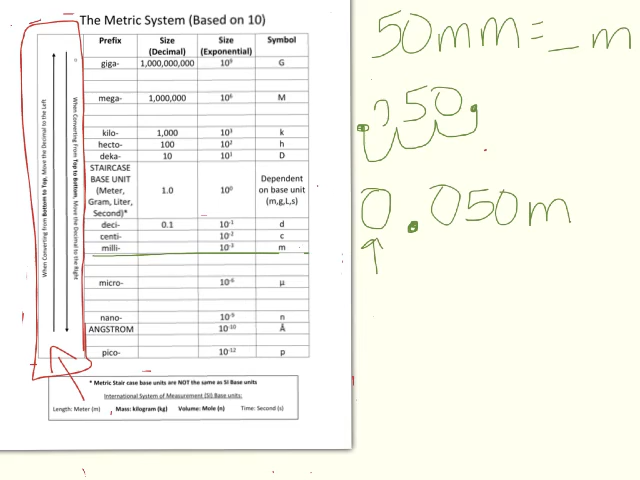 The Metric System (Based on 10)
When Converting from Bottom to Top, Move the Decimal to the Left
When Converting From Top to Bottom, Move the Decimal to the Right
Prefix Size (Decimal) Size (Exponential) Symbol
giga- 1,000,000,000 10⁹ G
mega- 1,000,000 10⁶ M
kilo- 1,000 10³ k
hecto- 100 10² h
deka- 10 10¹ D
STAIRCASE
BASE UNIT Dependent
(Meter, 1.0 10⁰ on base unit
Gram, Liter, (m,g,L,s)
Second)*
deci- 0.1 10⁻¹ d
centi- 10⁻² c
milli- 10⁻³ m
micro- 10⁻⁶ µ
nano- 10⁻⁹ n
ANGSTROM 10⁻¹⁰ Å
pico- 10⁻¹² p
* Metric Stair case base units are NOT the same as SI Base units
International System of Measurement (SI) Base units:
Length: Meter (m) Mass: kilogram (kg) Volume: Mole (n) Time: Second (s)
50mm = _ m
.050.
0.050m